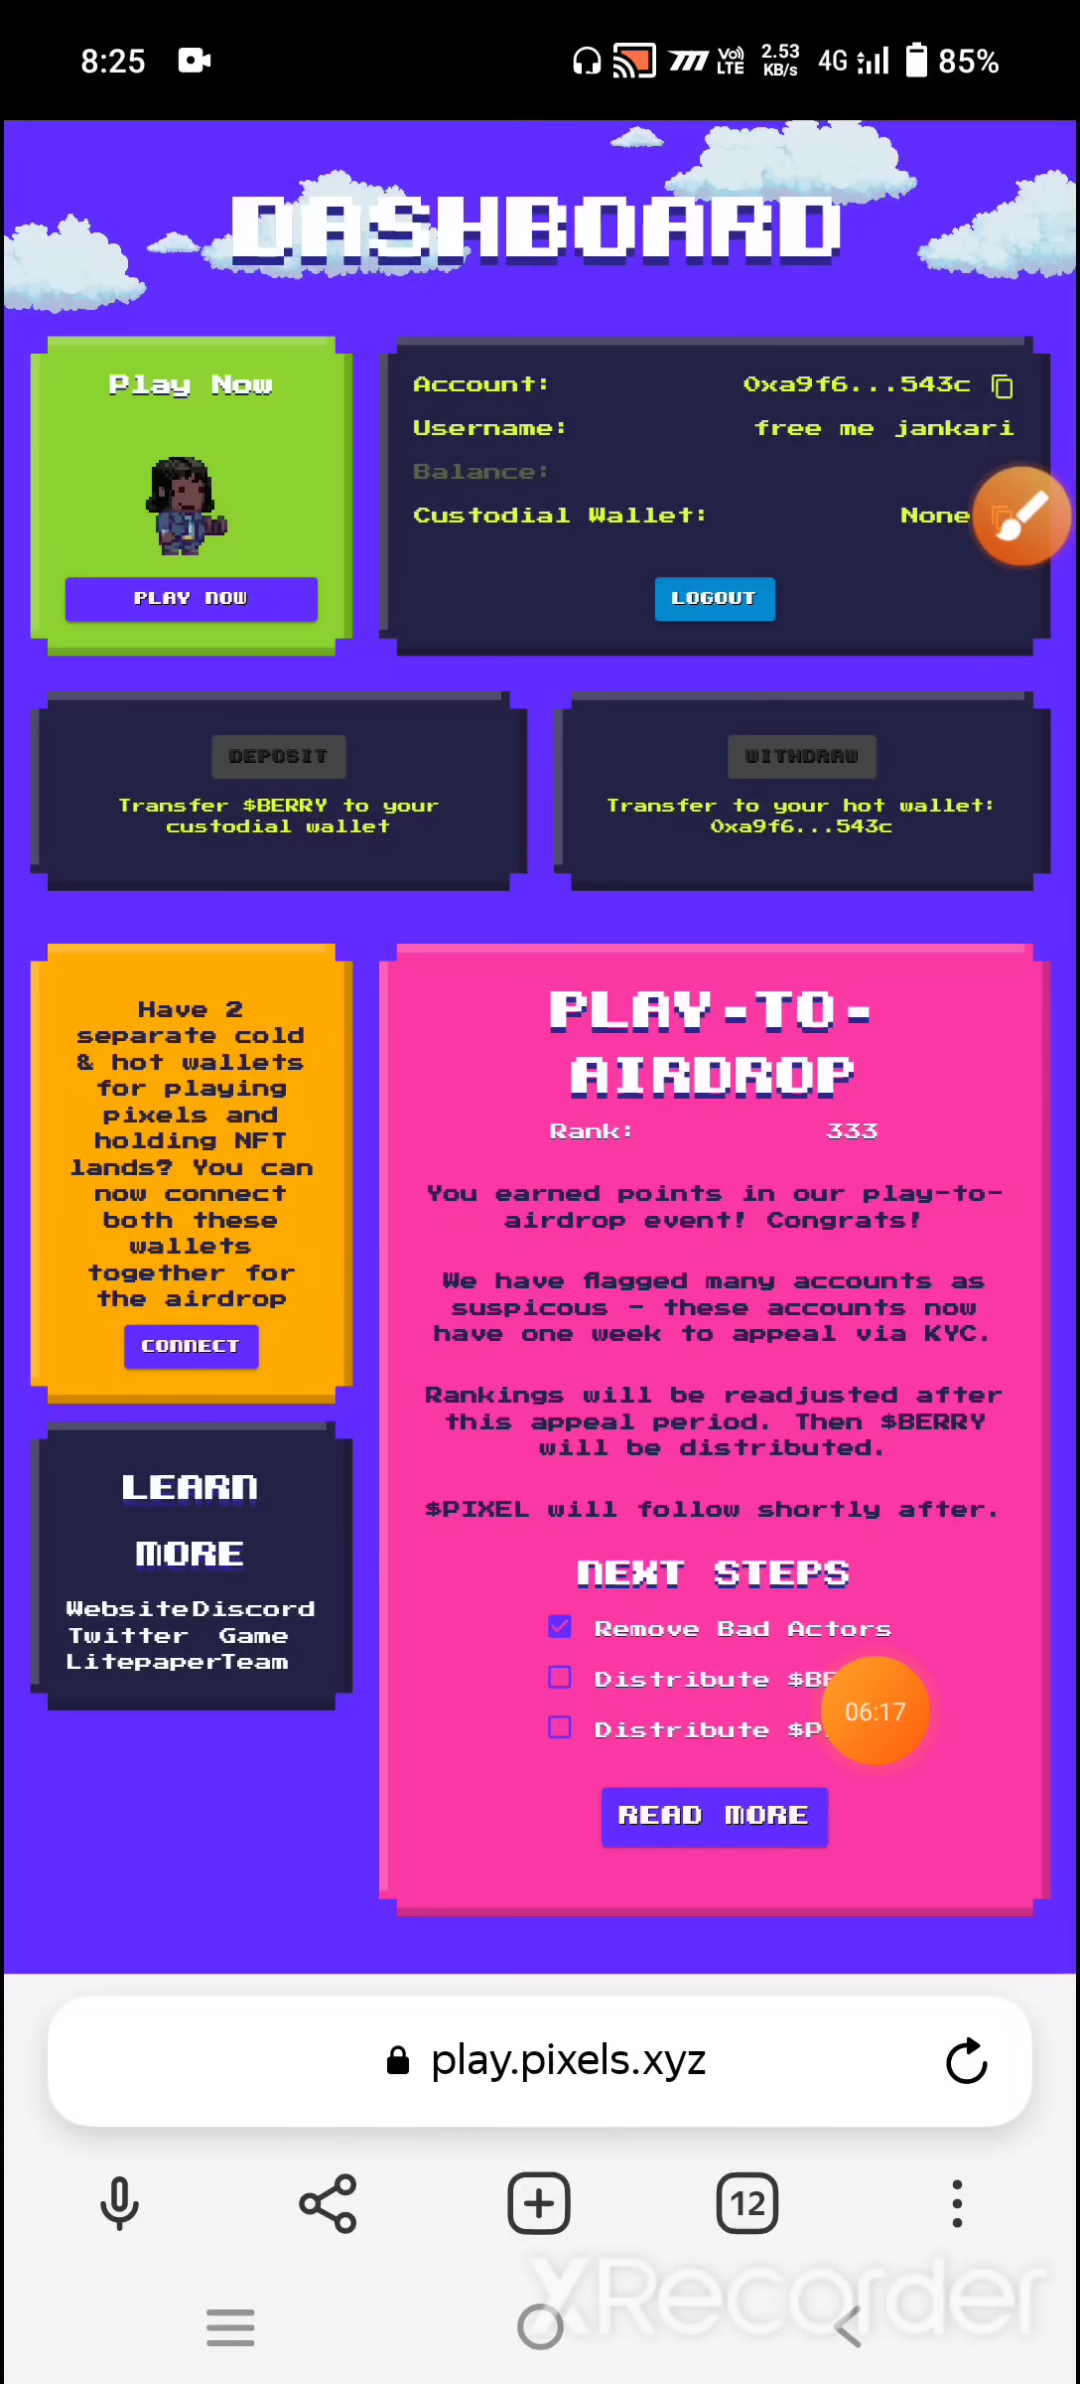 8:25
Vo)) LTE
2.53 KB/s
4G
85%
DASHBOARD
Play Now
PLAY NOW
Account: 0xa9f6...543c
Username: free me jankari
Balance:
Custodial Wallet: None
LOGOUT
DEPOSIT
Transfer $BERRY to your
custodial wallet
WITHDRAW
Transfer to your hot wallet:
0xa9f6...543c
Have 2
separate cold
& hot wallets
for playing
pixels and
holding NFT
lands? You can
now connect
both these
wallets
together for
the airdrop
CONNECT
LEARN
MORE
Website Discord
Twitter Game
Litepaper Team
PLAY-TO-
AIRDROP
Rank: 333
You earned points in our play-to-
airdrop event! Congrats!
We have flagged many accounts as
suspicous - these accounts now
have one week to appeal via KYC.
Rankings will be readjusted after
this appeal period. Then $BERRY
will be distributed.
$PIXEL will follow shortly after.
NEXT STEPS
Remove Bad Actors
Distribute
Distribute
06:17
READ MORE
play.pixels.xyz
12
XRecorder